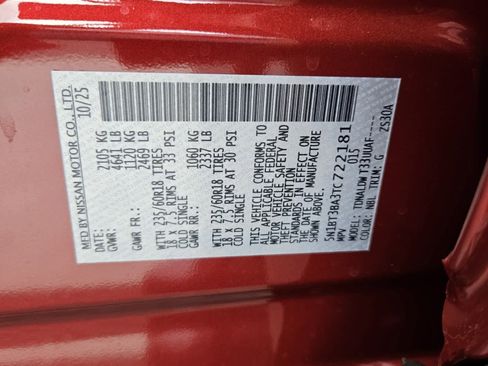 MFD BY NISSAN MOTOR CO., LTD.
10/25
GVWR: 2105 KG
4641 LB
GAWR FR.: 1120 KG
2469 LB
WITH 235/60R18 TIRES
18 X 7.5 RIMS AT 33 PSI
COLD SINGLE
GAWR RR.: 1060 KG
2337 LB
WITH 235/60R18 TIRES
18 X 7.5 RIMS AT 30 PSI
COLD SINGLE
THIS VEHICLE CONFORMS TO
ALL APPLICABLE FEDERAL
MOTOR VEHICLE SAFETY AND
THEFT PREVENTION
STANDARDS IN EFFECT ON
THE DATE OF MANUFACTURE
SHOWN ABOVE.
5N1BT3BA3TC722181
MPV 015
COLOR: NBL TRIM: G
ZS30A